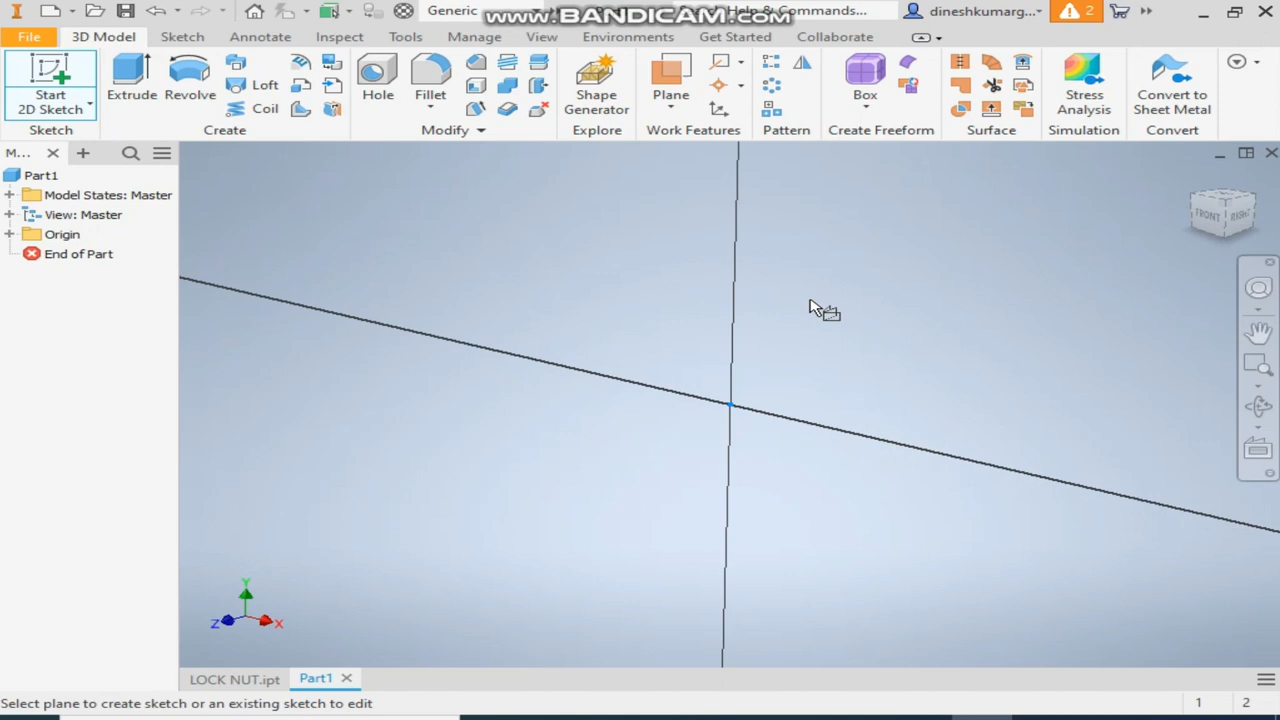 Generic
www.BANDICAM.com
Help & Commands...
dineshkumarg...
2
File
3D Model
Sketch
Annotate
Inspect
Tools
Manage
View
Environments
Get Started
Collaborate
Start
2D Sketch
Extrude
Revolve
Loft
Coil
Hole
Fillet
Shape
Generator
Plane
Box
Stress
Analysis
Convert to
Sheet Metal
Sketch
Create
Modify
Explore
Work Features
Pattern
Create Freeform
Surface
Simulation
Convert
M...
Part1
Model States: Master
View: Master
Origin
End of Part
FRONT
RIGHT
Y
Z
X
LOCK NUT.ipt
Part1
Select plane to create sketch or an existing sketch to edit
1
2